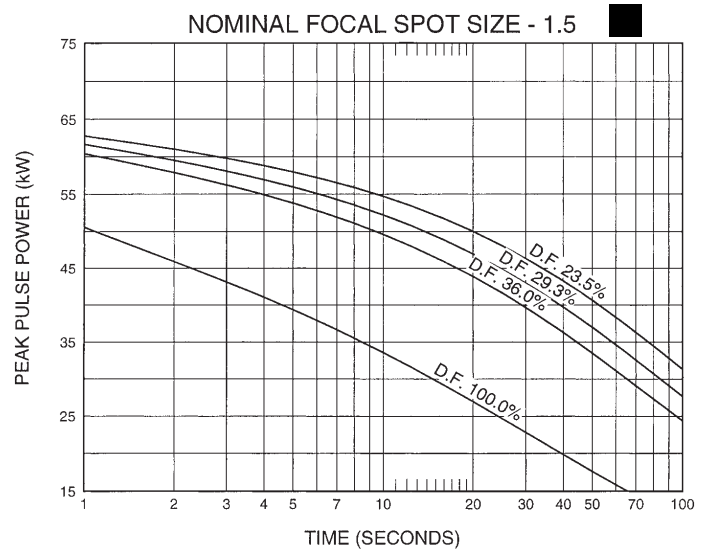 NOMINAL FOCAL SPOT SIZE - 1.5
75
65
55
45
35
25
15
PEAK PULSE POWER (kW)
D.F. 23.5%
D.F. 29.3%
D.F. 36.0%
D.F. 100.0%
1 2 3 4 5 7 10 20 30 40 50 70 100
TIME (SECONDS)